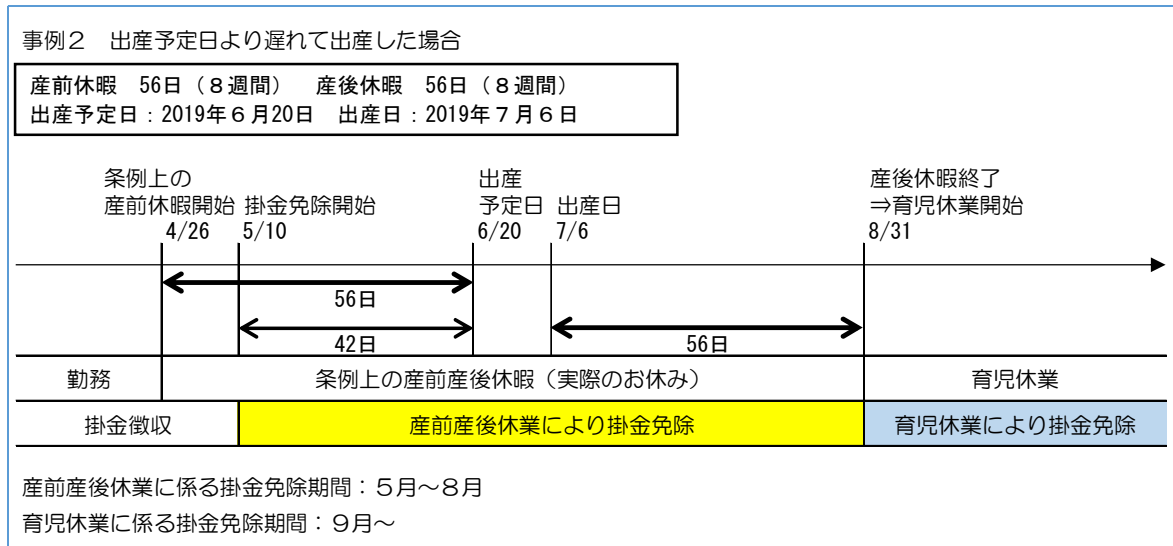 事例２　出産予定日より遅れて出産した場合
産前休暇　56日（８週間）　産後休暇　56日（８週間）
出産予定日：2019年６月20日　出産日：2019年７月６日
条例上の
産前休暇開始
4/26
掛金免除開始
5/10
出産
予定日
6/20
出産日
7/6
産後休暇終了
⇒育児休業開始
8/31
56日
42日
56日
勤務
条例上の産前産後休暇（実際のお休み）
育児休業
掛金徴収
産前産後休業により掛金免除
育児休業により掛金免除
産前産後休業に係る掛金免除期間：５月～８月
育児休業に係る掛金免除期間：９月～